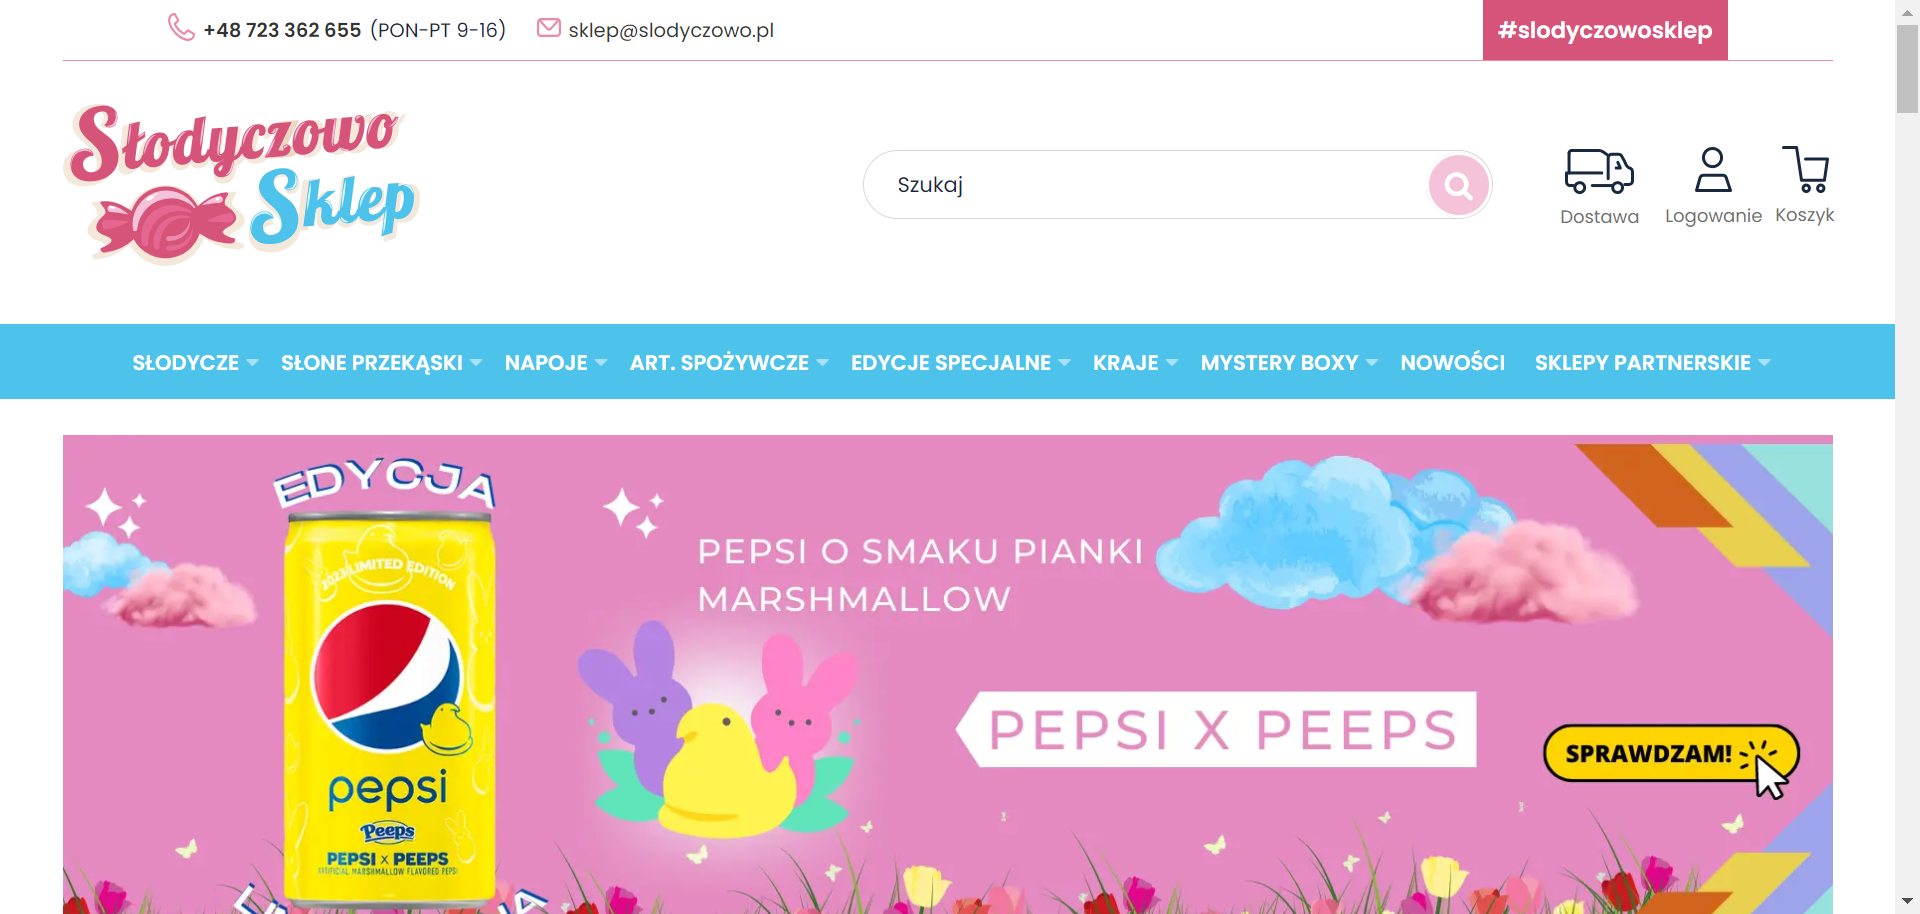 +48 723 362 655 (PON-PT 9-16) sklep@slodyczowo.pl #slodyczowosklep
Słodyczowo
Sklep
Szukaj
Dostawa Logowanie Koszyk
SŁODYCZE SŁONE PRZEKĄSKI NAPOJE ART. SPOŻYWCZE EDYCJE SPECJALNE KRAJE MYSTERY BOXY NOWOŚCI SKLEPY PARTNERSKIE
EDYCJA
2023 LIMITED EDITION
PEPSI O SMAKU PIANKI
MARSHMALLOW
PEPSI X PEEPS
SPRAWDZAM!
pepsi
Peeps
PEPSI X PEEPS
ARTIFICIAL MARSHMALLOW FLAVORED PEPSI